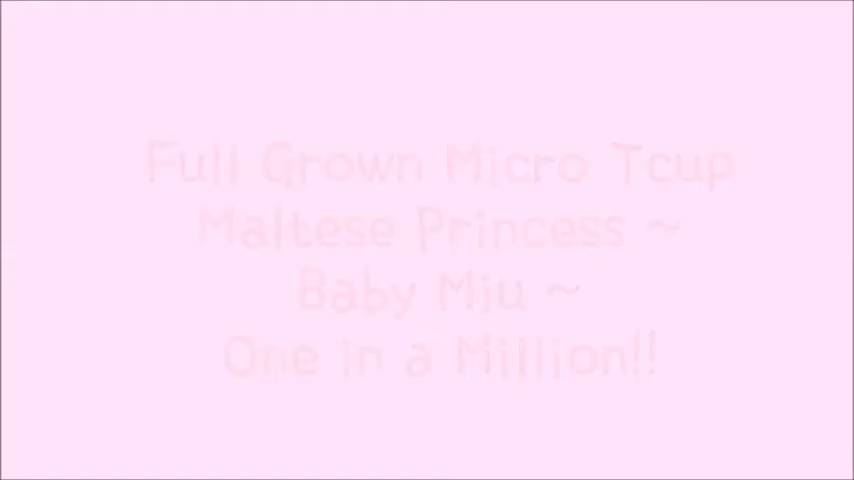 Full Grown Micro Tcup
Maltese Princess ~
Baby Miu ~
One in a Million!!